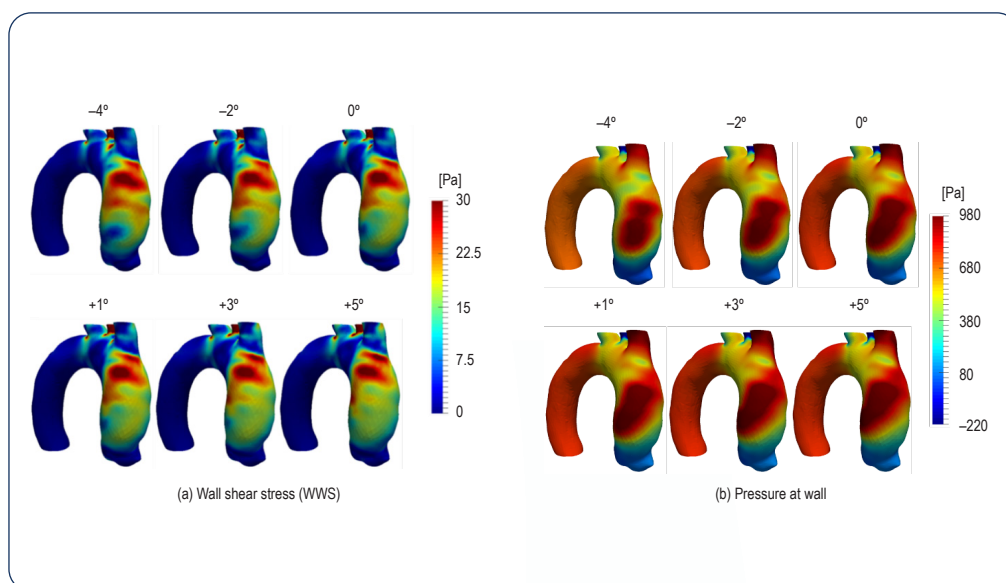 –4º –2º 0º
[Pa]
30
22.5
15
7.5
0
+1º +3º +5º
(a) Wall shear stress (WWS)
–4º –2º 0º
[Pa]
980
680
380
80
–220
+1º +3º +5º
(b) Pressure at wall